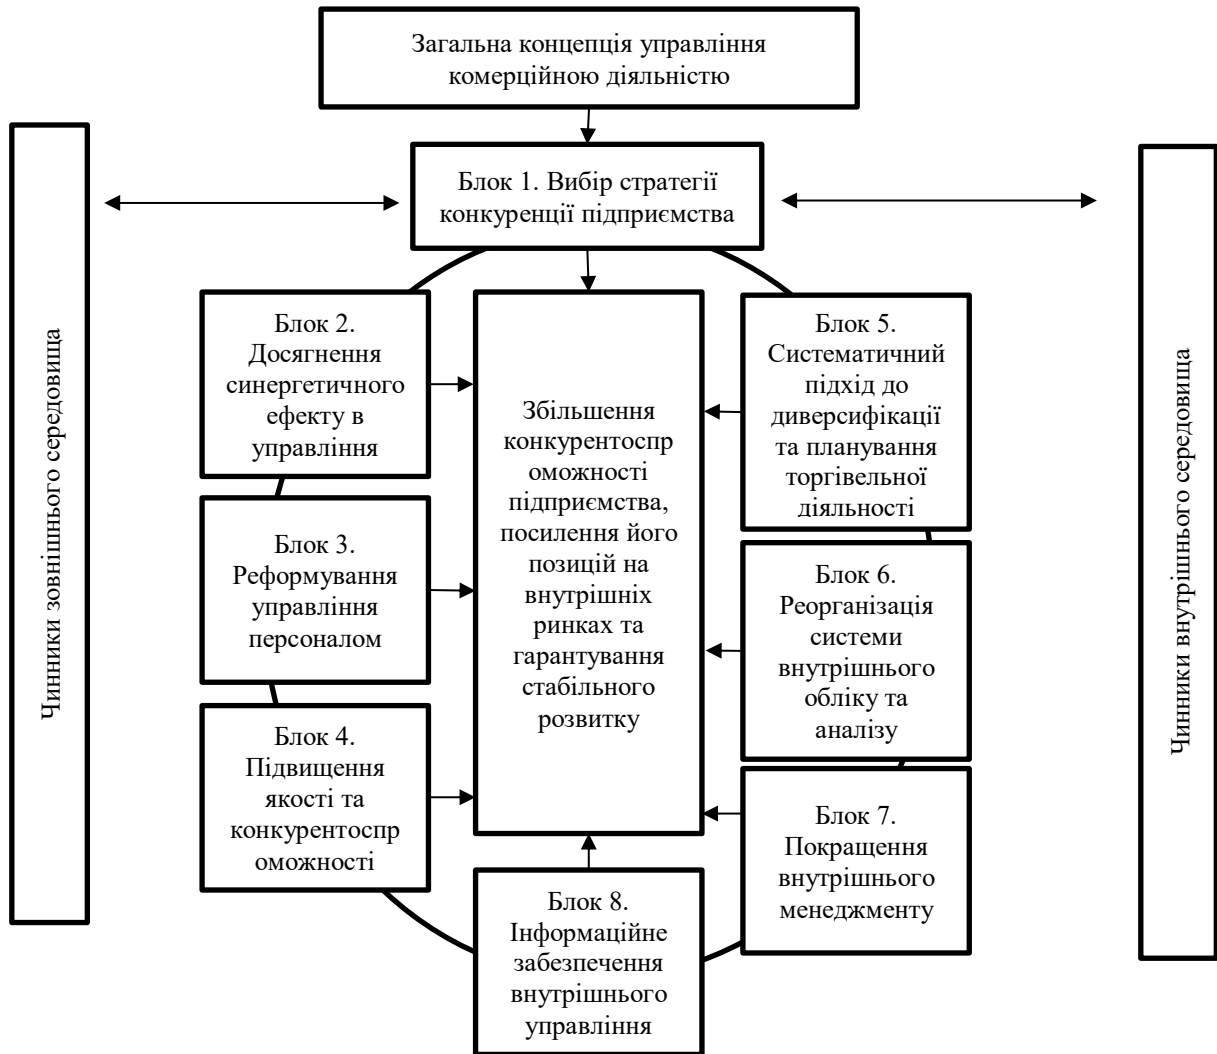 Загальна концепція управління
комерційною діяльністю
Чинники зовнішнього середовища
Блок 1. Вибір стратегії
конкуренції підприємства
Чинники внутрішнього середовища
Блок 2.
Досягнення
синергетичного
ефекту в
управління
Блок 3.
Реформування
управління
персоналом
Блок 4.
Підвищення
якості та
конкурентоспр
оможності
Збільшення
конкурентоспр
оможності
підприємства,
посилення його
позицій на
внутрішніх
ринках та
гарантування
стабільного
розвитку
Блок 5.
Систематичний
підхід до
диверсифікації
та планування
торгівельної
діяльності
Блок 6.
Реорганізація
системи
внутрішнього
обліку та
аналізу
Блок 7.
Покращення
внутрішнього
менеджменту
Блок 8.
Інформаційне
забезпечення
внутрішнього
управління